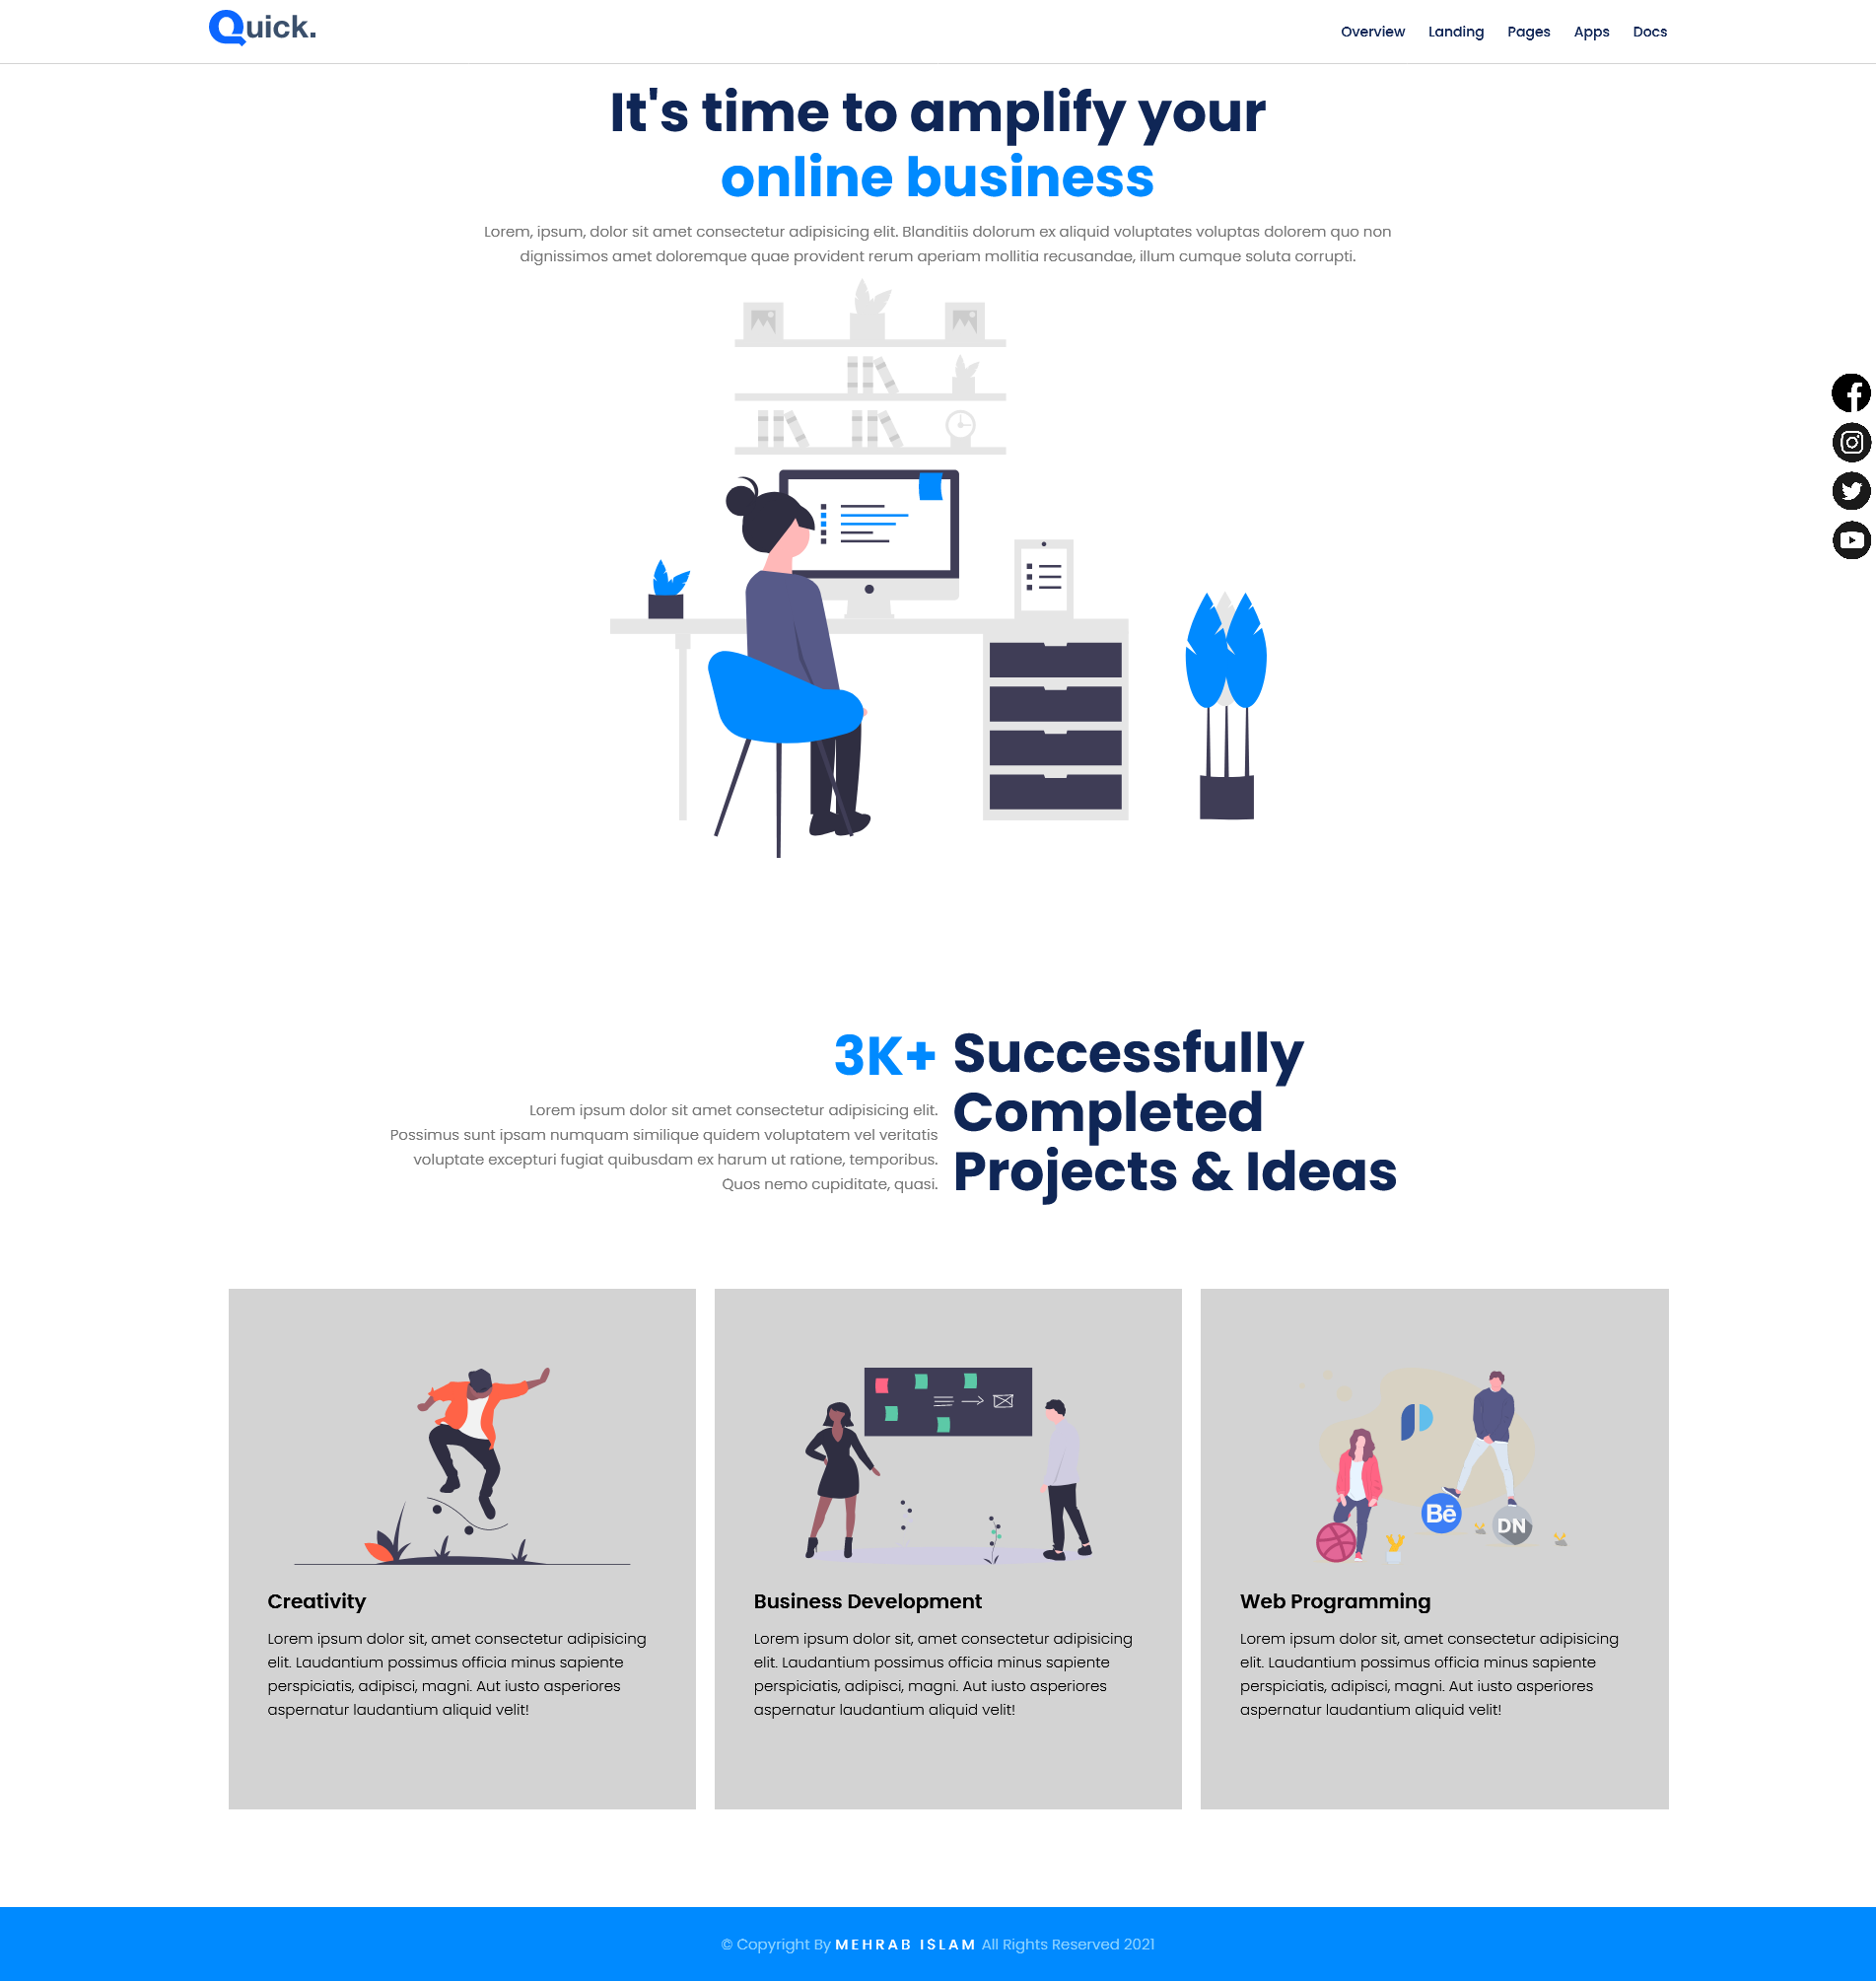 Quick.
Overview Landing Pages Apps Docs
It's time to amplify your
online business
Lorem, ipsum, dolor sit amet consectetur adipisicing elit. Blanditiis dolorum ex aliquid voluptates voluptas dolorem quo non
dignissimos amet doloremque quae provident rerum aperiam mollitia recusandae, illum cumque soluta corrupti.
3K+
Lorem ipsum dolor sit amet consectetur adipisicing elit.
Possimus sunt ipsam numquam similique quidem voluptatem vel veritatis
voluptate excepturi fugiat quibusdam ex harum ut ratione, temporibus.
Quos nemo cupiditate, quasi.
Successfully
Completed
Projects & Ideas
Creativity
Lorem ipsum dolor sit, amet consectetur adipisicing
elit. Laudantium possimus officia minus sapiente
perspiciatis, adipisci, magni. Aut iusto asperiores
aspernatur laudantium aliquid velit!
Business Development
Lorem ipsum dolor sit, amet consectetur adipisicing
elit. Laudantium possimus officia minus sapiente
perspiciatis, adipisci, magni. Aut iusto asperiores
aspernatur laudantium aliquid velit!
Bē
DN
Web Programming
Lorem ipsum dolor sit, amet consectetur adipisicing
elit. Laudantium possimus officia minus sapiente
perspiciatis, adipisci, magni. Aut iusto asperiores
aspernatur laudantium aliquid velit!
© Copyright By MEHRAB ISLAM All Rights Reserved 2021